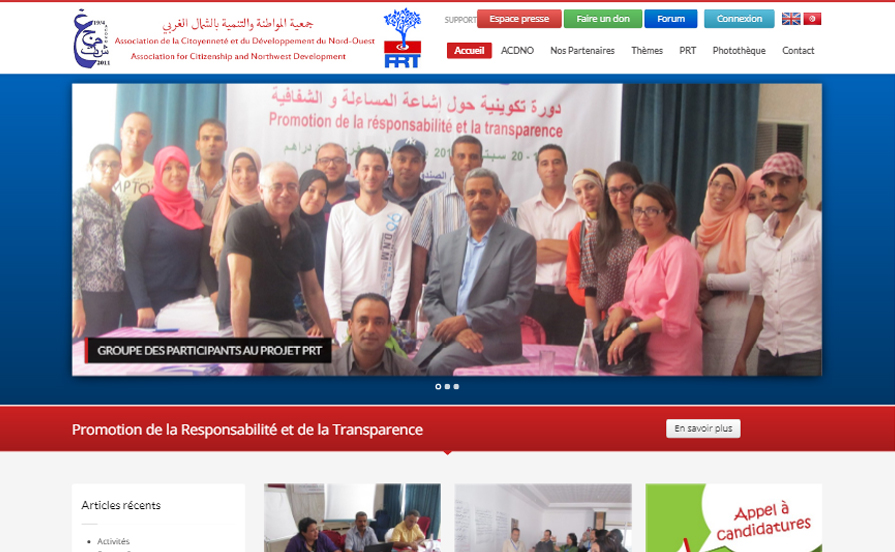 جمعية المواطنة والتنمية بالشمال الغربي
Association de la Citoyenneté et du Développement du Nord-Ouest
Association for Citizenship and Northwest Development
2011
PRT
SUPPORT Espace presse Faire un don Forum Connexion
Accueil ACDNO Nos Partenaires Thèmes PRT Photothèque Contact
دورة تكوينية حول إشاعة المساءلة و الشفافية
Promotion de la résponsabilité et la transparence
20 -
D.N.M
GROUPE DES PARTICIPANTS AU PROJET PRT
Promotion de la Responsabilité et de la Transparence
En savoir plus
Articles récents
Activités
Appel à
candidatures